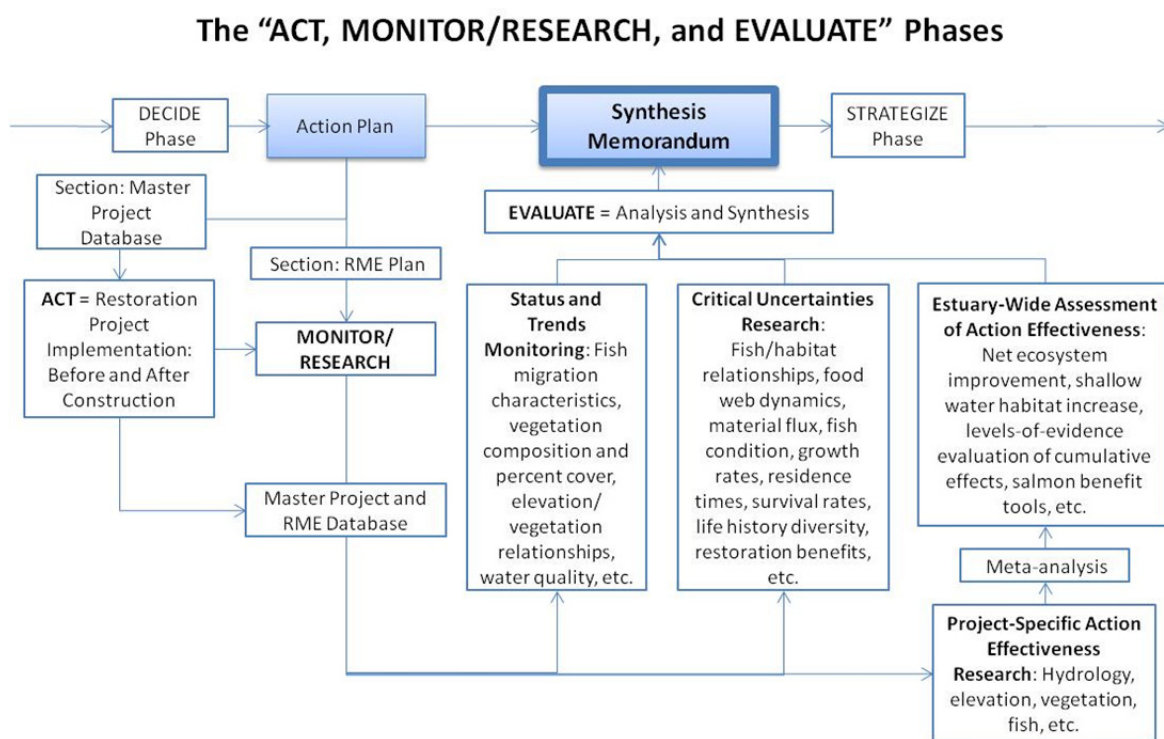 The “ACT, MONITOR/RESEARCH, and EVALUATE” Phases
DECIDE
Phase
Action Plan
Synthesis
Memorandum
STRATEGIZE
Phase
Section: Master
Project
Database
EVALUATE = Analysis and Synthesis
Section: RME Plan
ACT = Restoration
Project
Implementation:
Before and After
Construction
MONITOR/
RESEARCH
Master Project and
RME Database
Status and
Trends
Monitoring: Fish
migration
characteristics,
vegetation
composition and
percent cover,
elevation/
vegetation
relationships,
water quality, etc.
Critical Uncertainties
Research:
Fish/habitat
relationships, food
web dynamics,
material flux, fish
condition, growth
rates, residence
times, survival rates,
life history diversity,
restoration benefits,
etc.
Estuary-Wide Assessment
of Action Effectiveness:
Net ecosystem
improvement, shallow
water habitat increase,
levels-of-evidence
evaluation of cumulative
effects, salmon benefit
tools, etc.
Meta-analysis
Project-Specific Action
Effectiveness
Research: Hydrology,
elevation, vegetation,
fish, etc.